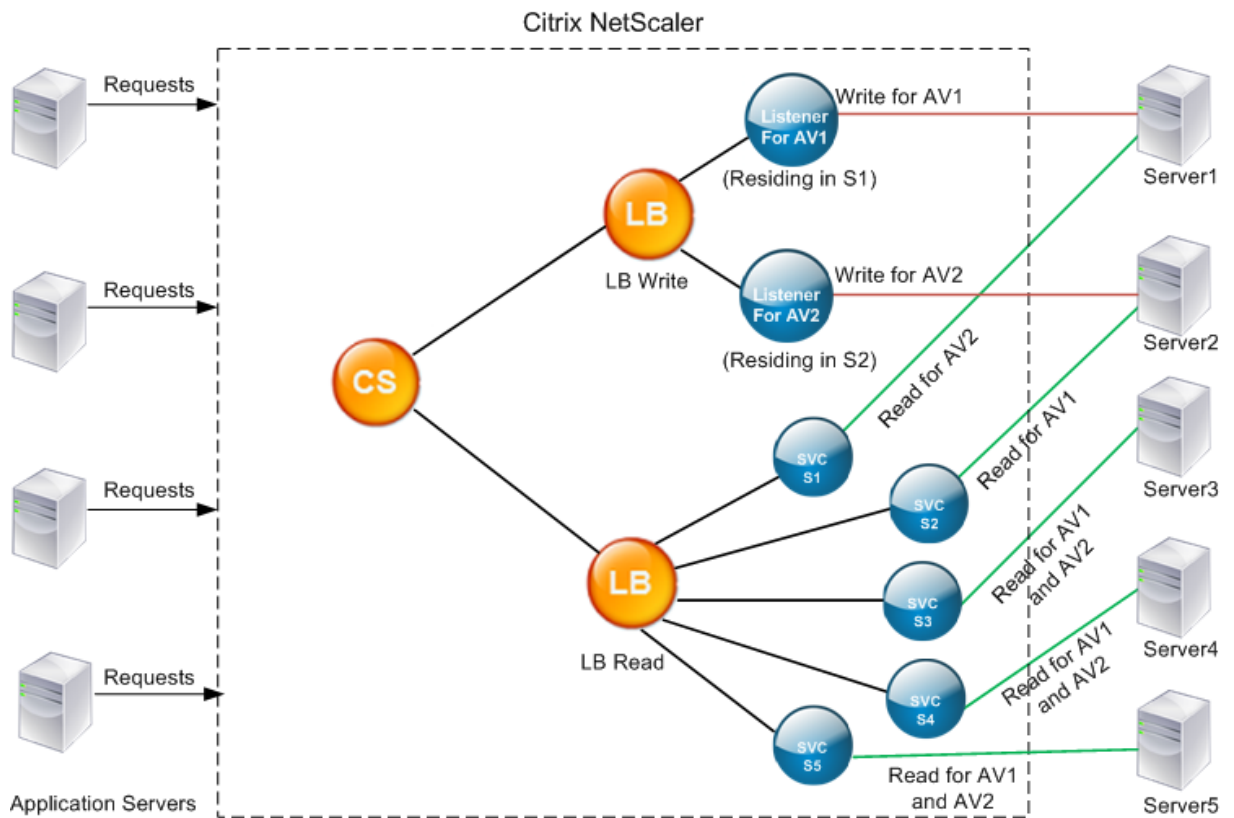 Citrix NetScaler
Requests
Requests
Requests
Requests
Application Servers
CS
LB
LB Write
Listener
For AV1
(Residing in S1)
Write for AV1
Listener
For AV2
(Residing in S2)
Write for AV2
LB
LB Read
SVC
S1
Read for AV2
SVC
S2
Read for AV1
SVC
S3
Read for AV1
and AV2
SVC
S4
Read for AV1
and AV2
SVC
S5
Read for AV1
and AV2
Server1
Server2
Server3
Server4
Server5